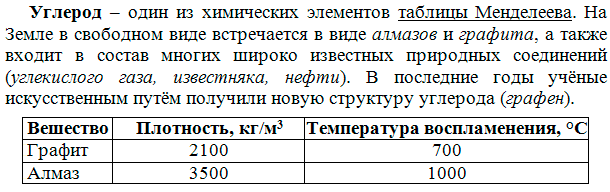 Углерод – один из химических элементов таблицы Менделеева. На
Земле в свободном виде встречается в виде алмазов и графита, а также
входит в состав многих широко известных природных соединений
(углекислого газа, известняка, нефти). В последние годы учёные
искусственным путём получили новую структуру углерода (графен).
Вешество Плотность, кг/м³ Температура воспламенения, °С
Графит 2100 700
Алмаз 3500 1000